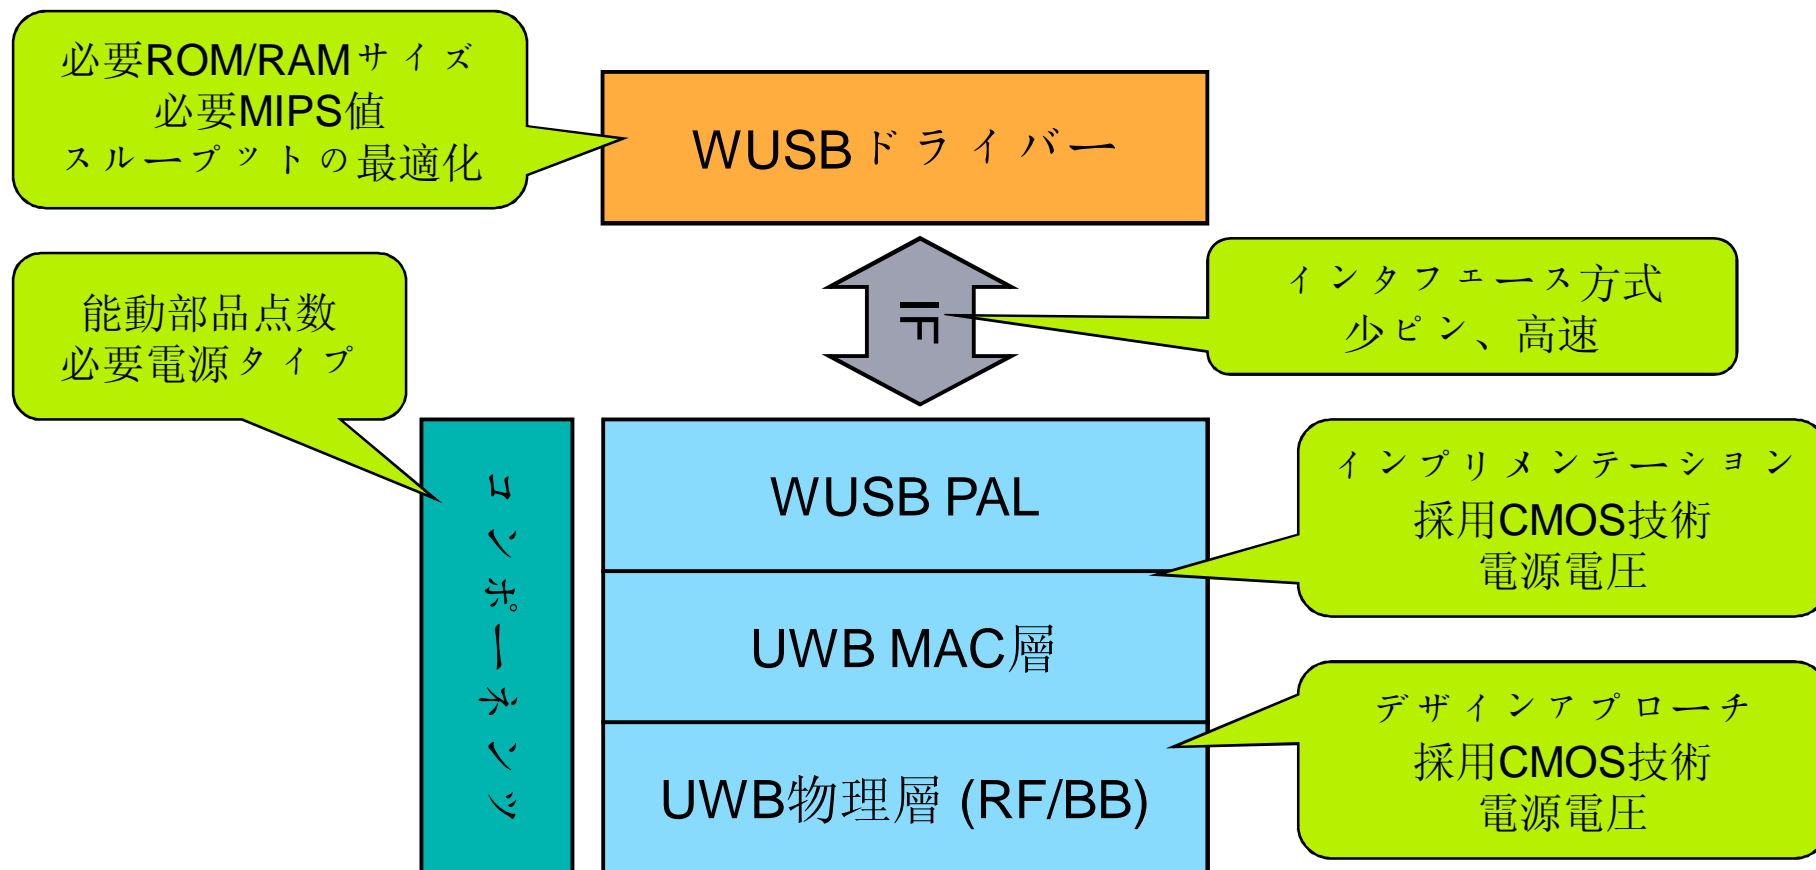 必要ROM/RAMサイズ
必要MIPS値
スループットの最適化
WUSBドライバー
能動部品点数
必要電源タイプ
IF
インタフェース方式
少ピン、高速
コンポーネンツ
WUSB PAL
インプリメンテーション
採用CMOS技術
電源電圧
UWB MAC層
デザインアプローチ
採用CMOS技術
電源電圧
UWB物理層 (RF/BB)